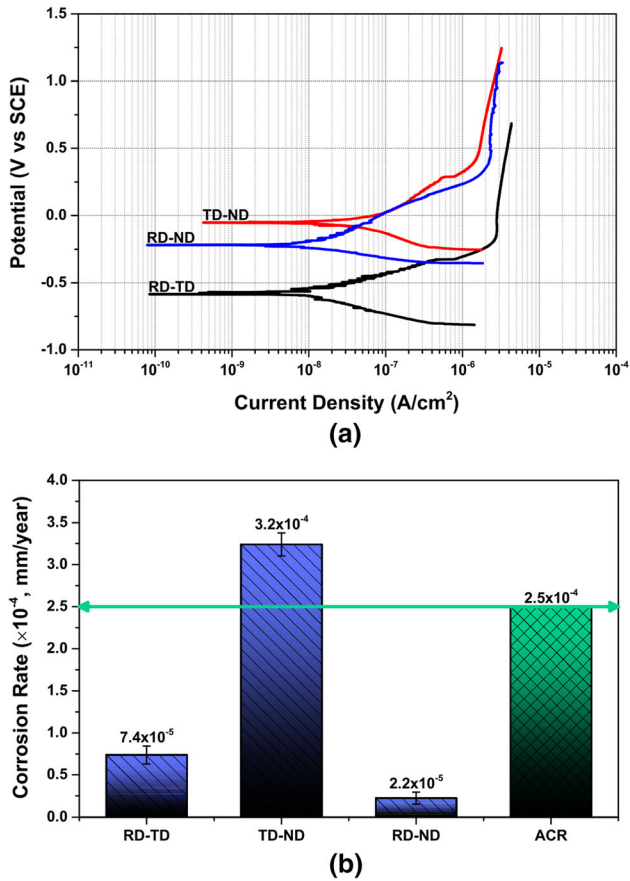 1.5
1.0
0.5
0.0
-0.5
-1.0
Potential (V vs SCE)
TD-ND
RD-ND
RD-TD
10⁻¹¹ 10⁻¹⁰ 10⁻⁹ 10⁻⁸ 10⁻⁷ 10⁻⁶ 10⁻⁵ 10⁻⁴
Current Density (A/cm²)
(a)
4.0
3.5
3.0
2.5
2.0
1.5
1.0
0.5
0.0
Corrosion Rate (×10⁻⁴, mm/year)
7.4x10⁻⁵
3.2x10⁻⁴
2.2x10⁻⁵
2.5x10⁻⁴
RD-TD TD-ND RD-ND ACR
(b)